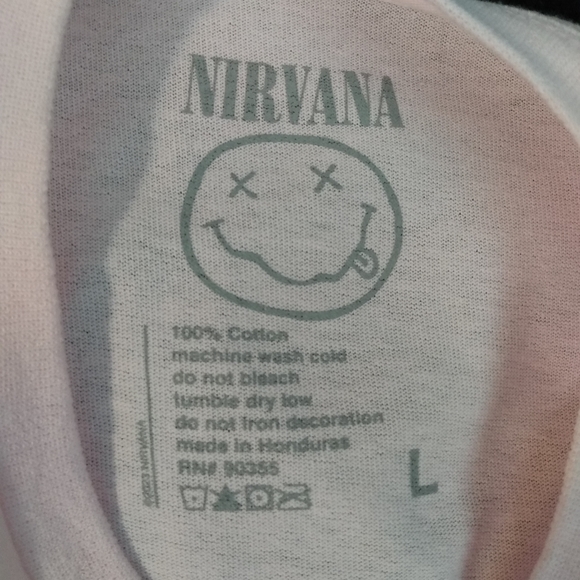 NIRVANA
100% Cotton
machine wash cold
do not bleach
tumble dry low
do not iron decoration
made in Honduras
RN# 90355
L